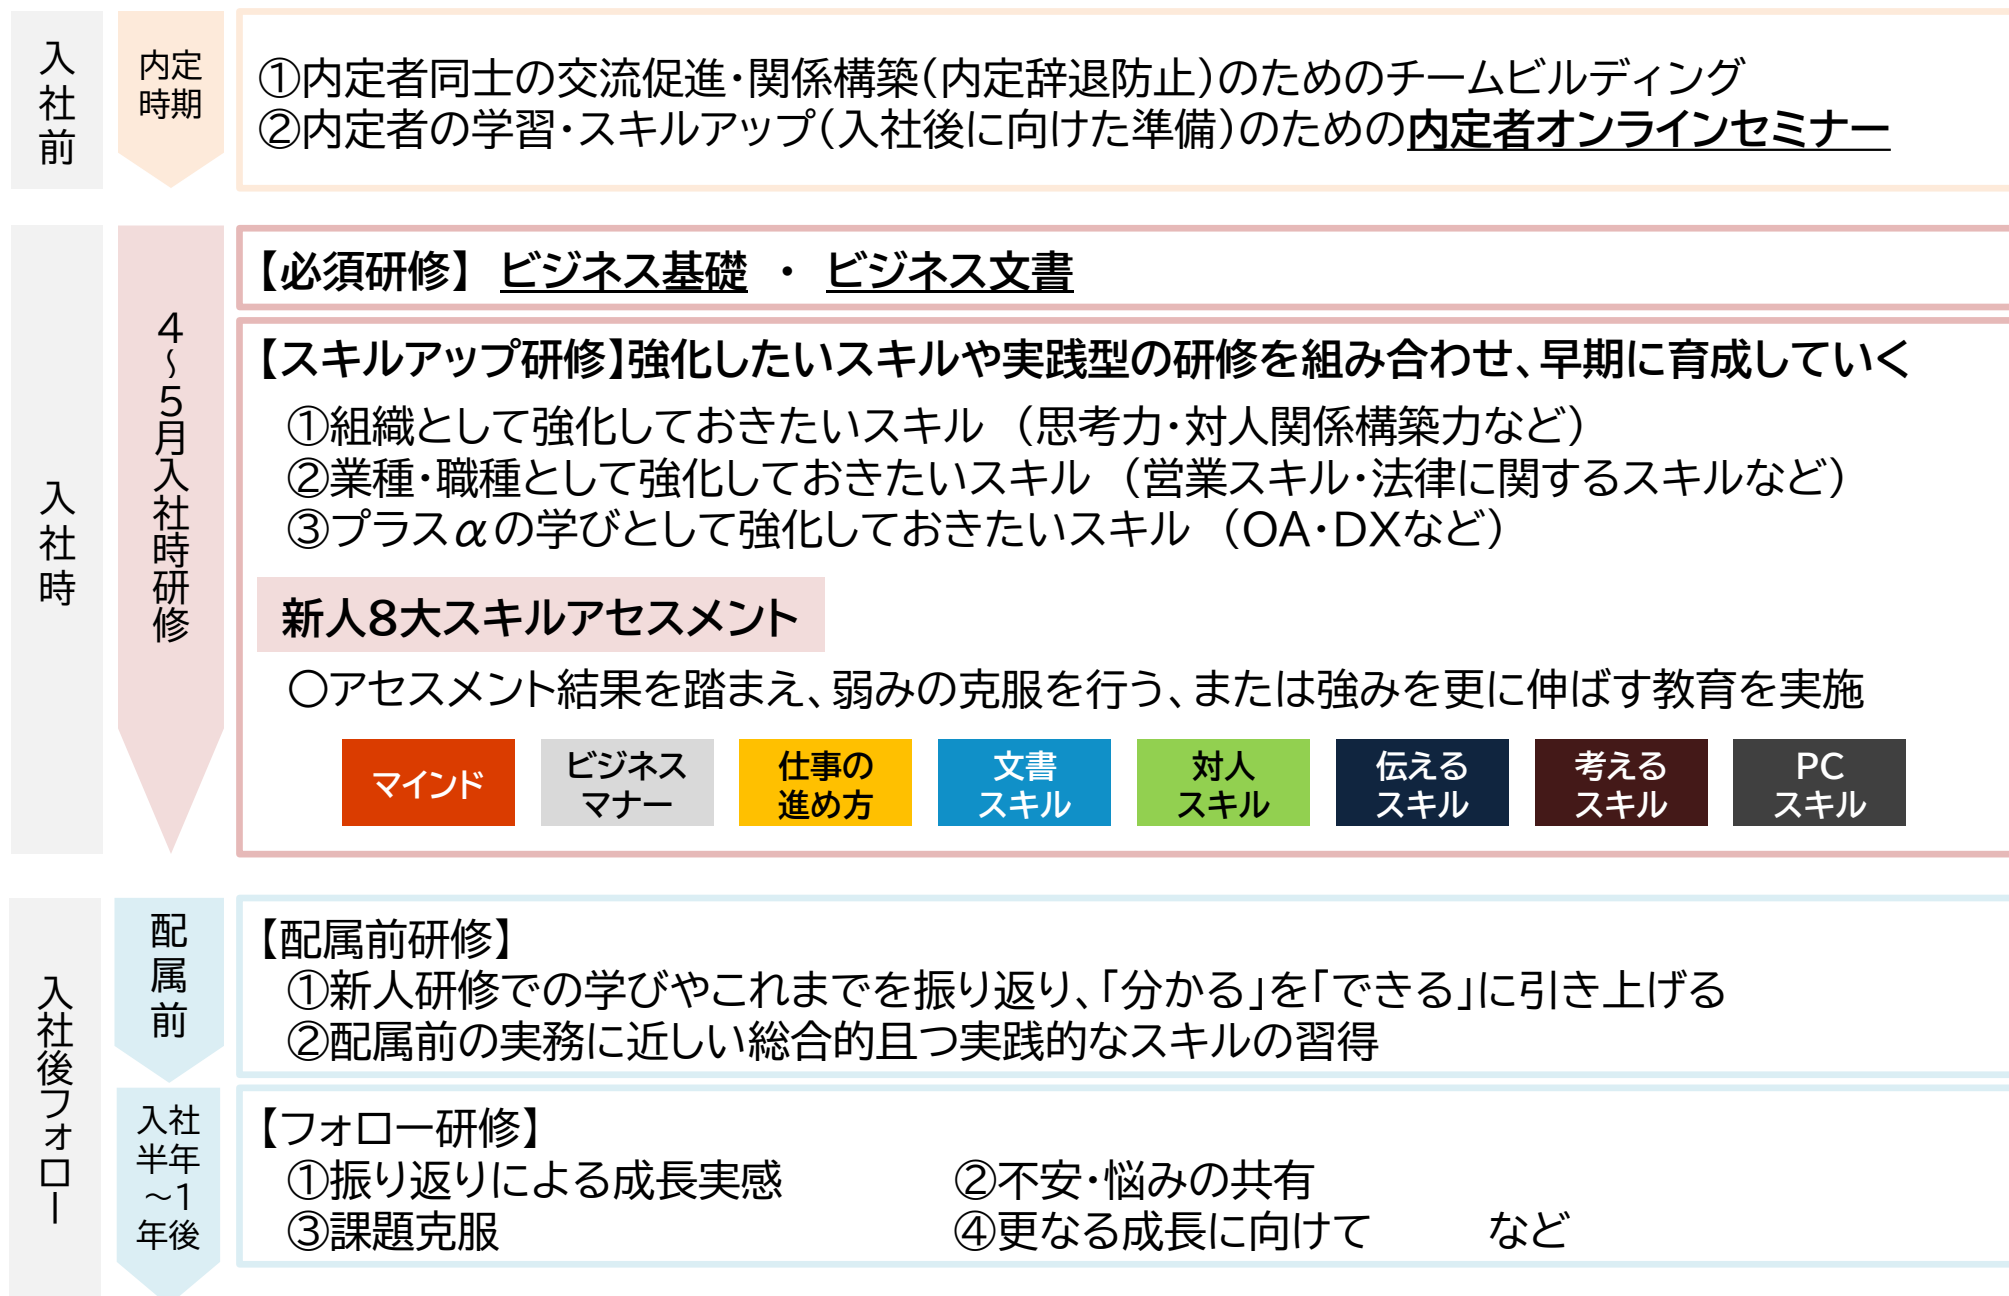 入社前
内定
時期
①内定者同士の交流促進・関係構築(内定辞退防止)のためのチームビルディング
②内定者の学習・スキルアップ(入社後に向けた準備)のための内定者オンラインセミナー
入社時
4～5月入社時研修
【必須研修】 ビジネス基礎 ・ ビジネス文書
【スキルアップ研修】強化したいスキルや実践型の研修を組み合わせ、早期に育成していく
①組織として強化しておきたいスキル (思考力・対人関係構築力など)
②業種・職種として強化しておきたいスキル (営業スキル・法律に関するスキルなど)
③プラスαの学びとして強化しておきたいスキル (OA・DXなど)
新人8大スキルアセスメント
○アセスメント結果を踏まえ、弱みの克服を行う、または強みを更に伸ばす教育を実施
マインド
ビジネス
マナー
仕事の
進め方
文書
スキル
対人
スキル
伝える
スキル
考える
スキル
PC
スキル
入社後フォロー
配属前
【配属前研修】
①新人研修での学びやこれまでを振り返り、「分かる」を「できる」に引き上げる
②配属前の実務に近しい総合的且つ実践的なスキルの習得
入社
半年
～1
年後
【フォロー研修】
①振り返りによる成長実感 ②不安・悩みの共有
③課題克服 ④更なる成長に向けて など